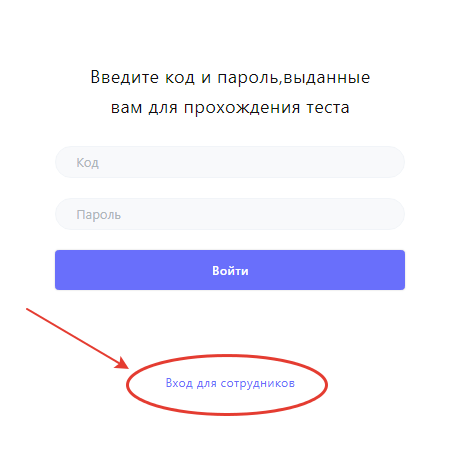 Введите код и пароль,выданные
вам для прохождения теста
Код
Пароль
Войти
Вход для сотрудников